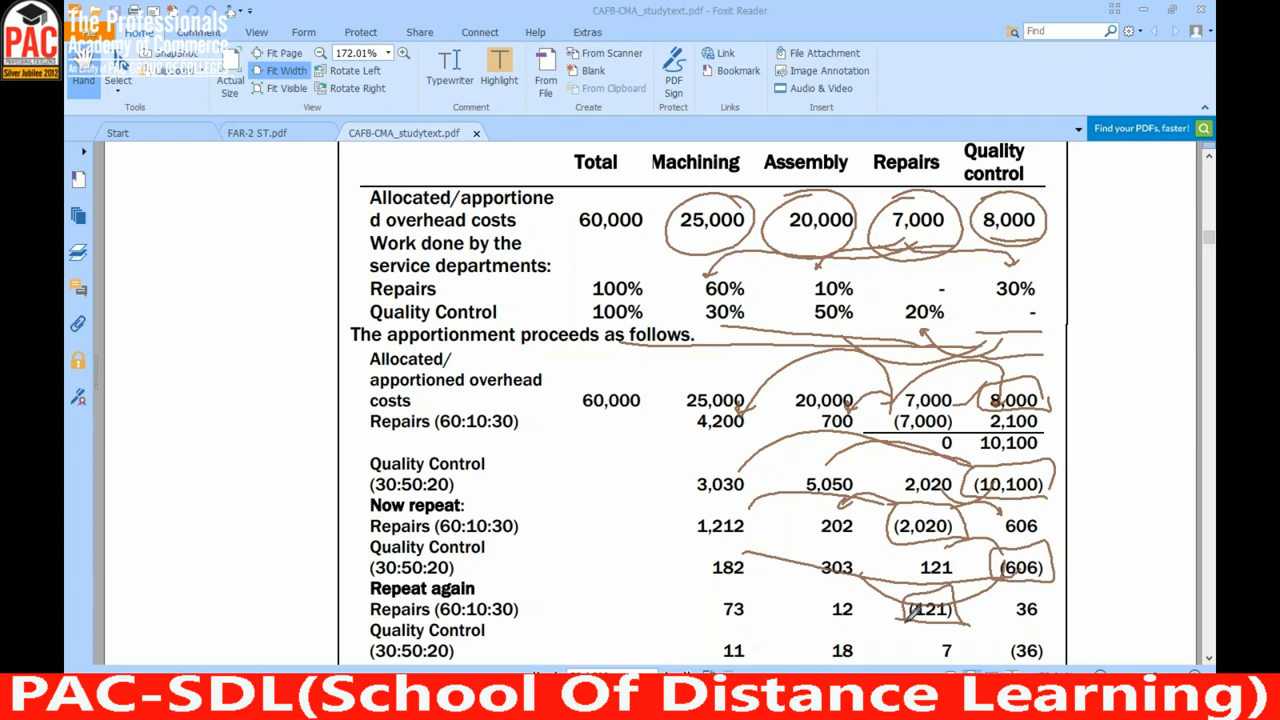 CAF8-CMA_studytext.pdf - Foxit Reader
The Professionals
Academy of Commerce
PAC
Silver Jubilee 2012
Home Comment View Form Protect Share Connect Help Extras
Find
Hand
Select
Snapshot
Clipboard
Tools
Actual Size
Fit Page
Fit Width
Fit Visible
172.01%
Rotate Left
Rotate Right
View
Typewriter
Highlight
Comment
From File
From Scanner
Blank
From Clipboard
Create
PDF Sign
Protect
Link
Bookmark
Links
File Attachment
Image Annotation
Audio & Video
Insert
Start FAR-2 ST.pdf CAF8-CMA_studytext.pdf
Find your PDFs, faster!
Total Machining Assembly Repairs Quality control
Allocated/apportione
d overhead costs 60,000 25,000 20,000 7,000 8,000
Work done by the
service departments:
Repairs 100% 60% 10% - 30%
Quality Control 100% 30% 50% 20% -
The apportionment proceeds as follows.
Allocated/
apportioned overhead
costs 60,000 25,000 20,000 7,000 8,000
Repairs (60:10:30) 4,200 700 (7,000) 2,100
0 10,100
Quality Control
(30:50:20) 3,030 5,050 2,020 (10,100)
Now repeat:
Repairs (60:10:30) 1,212 202 (2,020) 606
Quality Control
(30:50:20) 182 303 121 (606)
Repeat again
Repairs (60:10:30) 73 12 (121) 36
Quality Control
(30:50:20) 11 18 7 (36)
PAC-SDL(School Of Distance Learning)